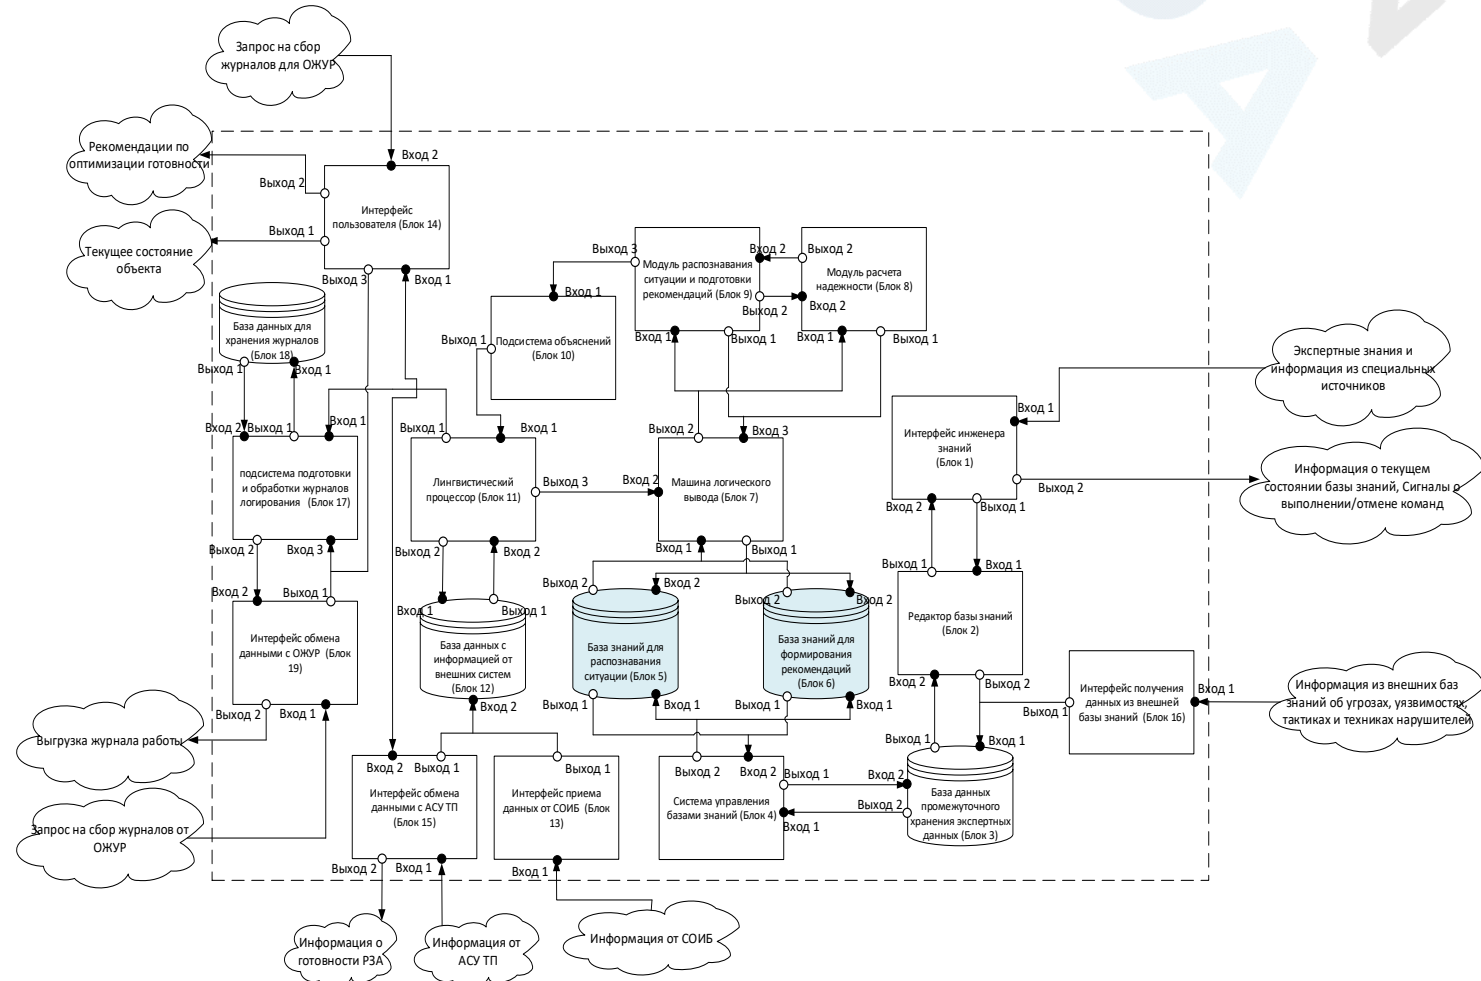 Запрос на сбор
журналов для ОЖУР
Рекомендации по
оптимизации готовности
Вход 2
Выход 2
Интерфейс
пользователя (Блок 14)
Выход 1
Текущее состояние
объекта
Выход 3
Вход 1
База данных для
хранения журналов
(Блок 18)
Выход 1
Вход 1
Выход 3
Модуль распознавания
ситуации и подготовки
рекомендаций (Блок 9)
Вход 2
Выход 2
Вход 1
Выход 1
Выход 2
Модуль расчета
надежности (Блок 8)
Вход 2
Вход 1
Выход 1
Вход 1
Выход 1
Подсистема объяснений
(Блок 10)
Экспертные знания и
информация из специальных
источников
Вход 1
Интерфейс инженера
знаний
(Блок 1)
Выход 2
Вход 2
Выход 1
Информация о текущем
состоянии базы знаний, Сигналы о
выполнении/отмене команд
Вход 2
Выход 1
Вход 1
подсистема подготовки
и обработки журналов
логирования (Блок 17)
Выход 2
Вход 3
Выход 1
Вход 1
Лингвистический
процессор (Блок 11)
Выход 3
Выход 2
Вход 2
Выход 2
Вход 3
Вход 2
Машина логического
вывода (Блок 7)
Вход 1
Выход 1
Вход 2
Выход 1
Интерфейс обмена
данными с ОЖУР (Блок
19)
Выход 2
Вход 1
Вход 1
Выход 1
База данных с
информацией от
внешних систем
(Блок 12)
Вход 2
Выход 2
Вход 2
База знаний для
распознавания
ситуации (Блок 5)
Выход 1
Вход 1
Выход 2
Вход 2
База знаний для
формирования
рекомендаций
(Блок 6)
Выход 1
Вход 1
Выход 1
Вход 1
Редактор базы знаний
(Блок 2)
Вход 2
Выход 2
Интерфейс получения
данных из внешней
базы знаний (Блок 16)
Вход 1
Выход 1
Информация из внешних баз
знаний об угрозах, уязвимостях,
тактиках и техниках нарушителей
Выгрузка журнала работы
Запрос на сбор журналов от
ОЖУР
Вход 2
Выход 1
Интерфейс обмена
данными с АСУ ТП
(Блок 15)
Выход 2
Вход 1
Выход 1
Интерфейс приема
данных от СОИБ (Блок
13)
Вход 1
Выход 2
Вход 2
Система управления
базами знаний (Блок 4)
Выход 1
Вход 1
Выход 1
Вход 1
Вход 2
Выход 2
База данных
промежуточного
хранения экспертных
данных (Блок 3)
Информация о
готовности РЗА
Информация от
АСУ ТП
Информация от СОИБ